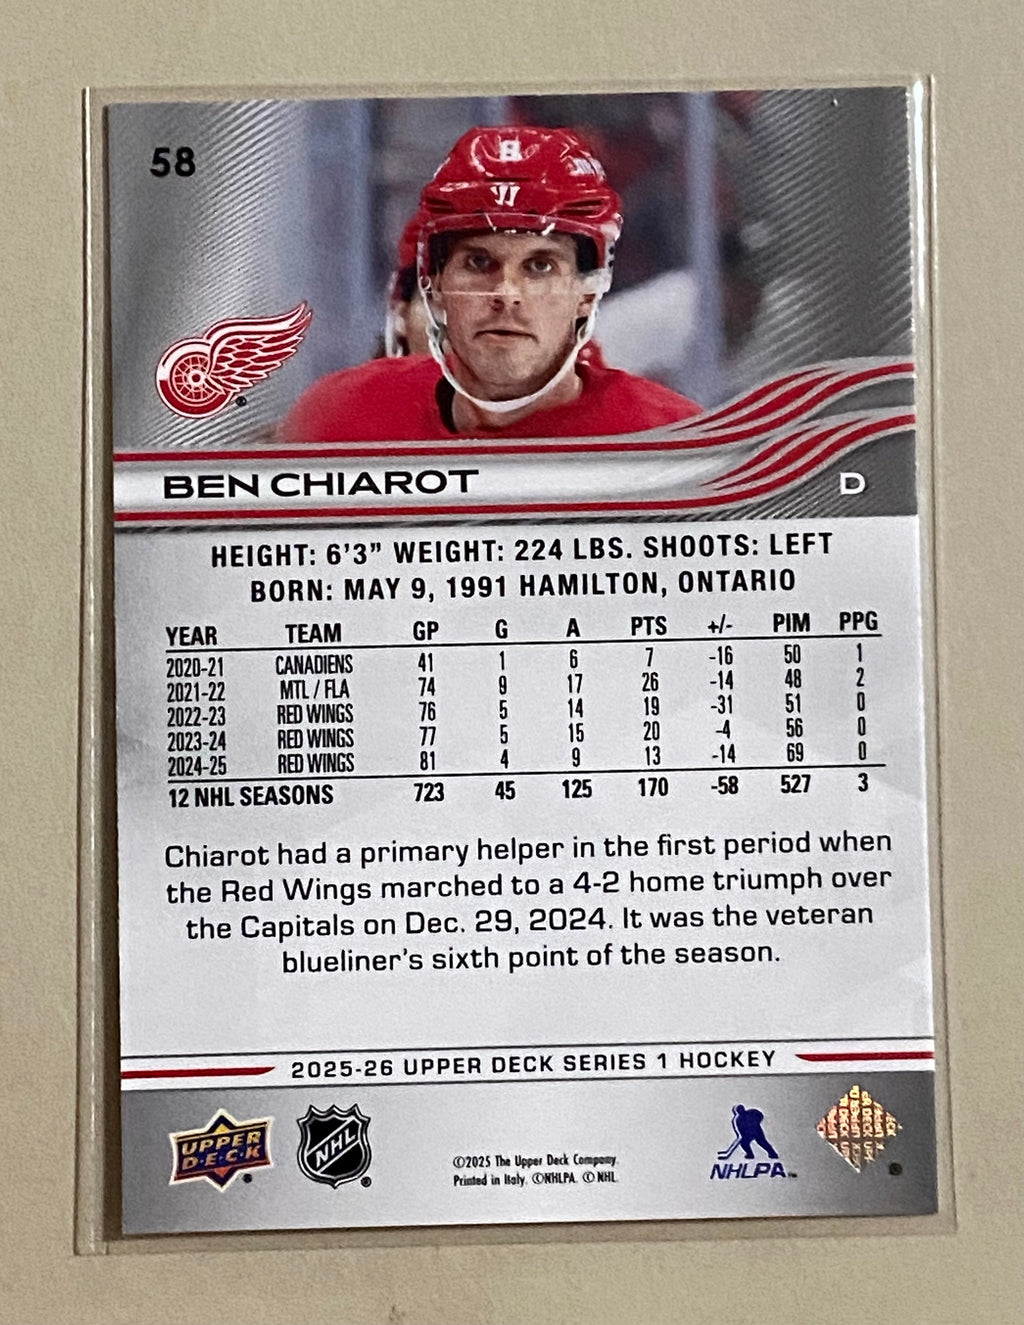 58
8
BEN CHIAROT
D
HEIGHT: 6'3" WEIGHT: 224 LBS. SHOOTS: LEFT
BORN: MAY 9, 1991 HAMILTON, ONTARIO
YEAR TEAM GP G A PTS +/- PIM PPG
2020-21 CANADIENS 41 1 6 7 -16 50 1
2021-22 MTL / FLA 74 9 17 26 -14 48 2
2022-23 RED WINGS 76 5 14 19 -31 51 0
2023-24 RED WINGS 77 5 15 20 -4 56 0
2024-25 RED WINGS 81 4 9 13 -14 69 0
12 NHL SEASONS 723 45 125 170 -58 527 3
Chiarot had a primary helper in the first period when
the Red Wings marched to a 4-2 home triumph over
the Capitals on Dec. 29, 2024. It was the veteran
blueliner's sixth point of the season.
2025-26 UPPER DECK SERIES 1 HOCKEY
UPPER
D·E·C·K
NHL
©2025 The Upper Deck Company.
Printed in Italy. ©NHLPA. ©NHL.
NHLPA™